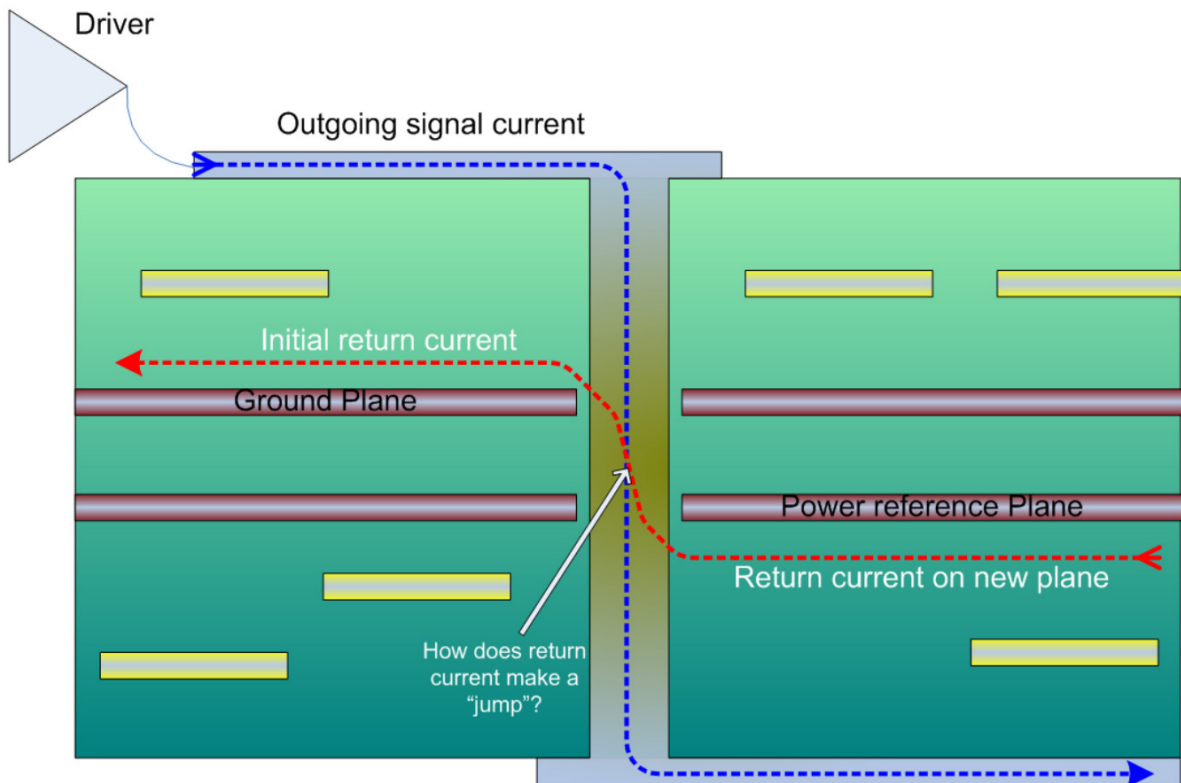 Driver
Outgoing signal current
Initial return current
Ground Plane
Power reference Plane
Return current on new plane
How does return
current make a
“jump”?